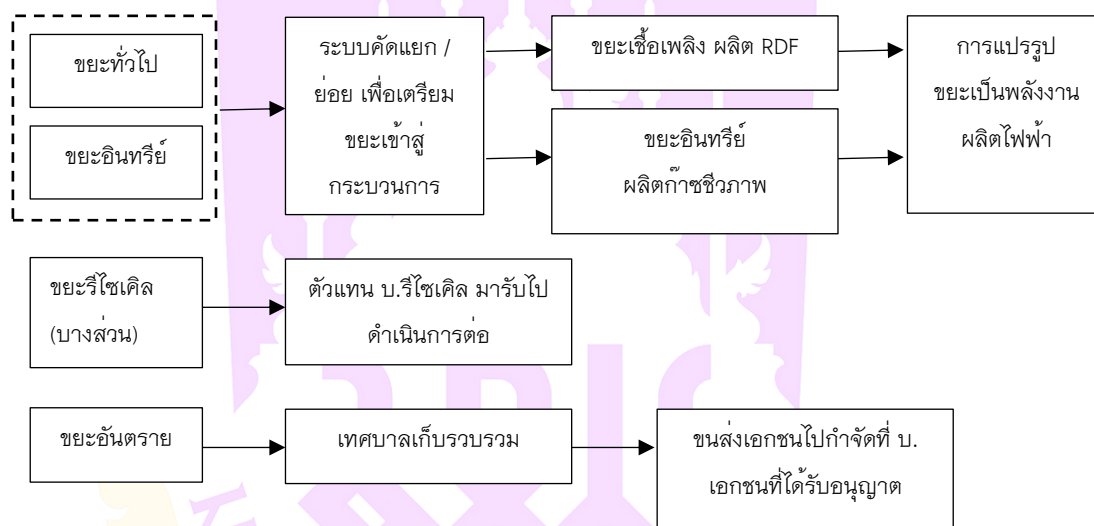 ขยะทั่วไป
ขยะอินทรีย์
ระบบคัดแยก /
ย่อย เพื่อเตรียม
ขยะเข้าสู่
กระบวนการ
ขยะเชื้อเพลิง ผลิต RDF
ขยะอินทรีย์
ผลิตก๊าซชีวภาพ
การแปรรูป
ขยะเป็นพลังงาน
ผลิตไฟฟ้า
ขยะรีไซเคิล
(บางส่วน)
ตัวแทน บ.รีไซเคิล มารับไป
ดำเนินการต่อ
ขยะอันตราย
เทศบาลเก็บรวบรวม
ขนส่งเอกชนไปกำจัดที่ บ.
เอกชนที่ได้รับอนุญาต